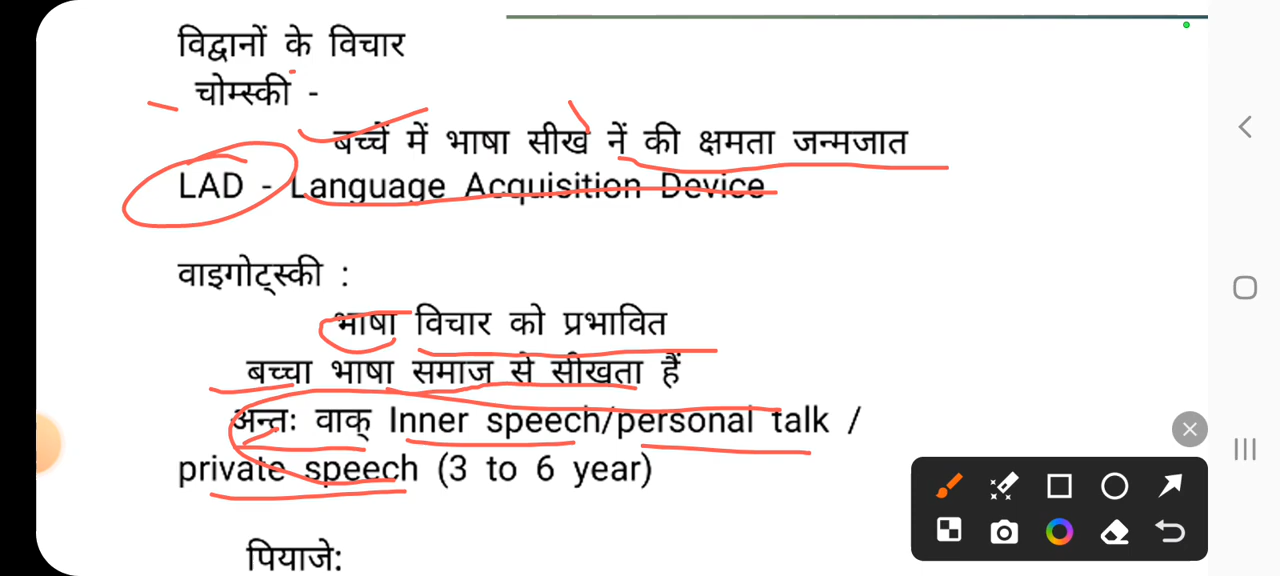 विद्वानों के विचार
चोम्स्की -
बच्चें में भाषा सीख नें की क्षमता जन्मजात
LAD - Language Acquisition Device
वाइगोट्स्की :
भाषा विचार को प्रभावित
बच्चा भाषा समाज से सीखता हैं
अन्तः वाक् Inner speech/personal talk /
private speech (3 to 6 year)
पियाजे: